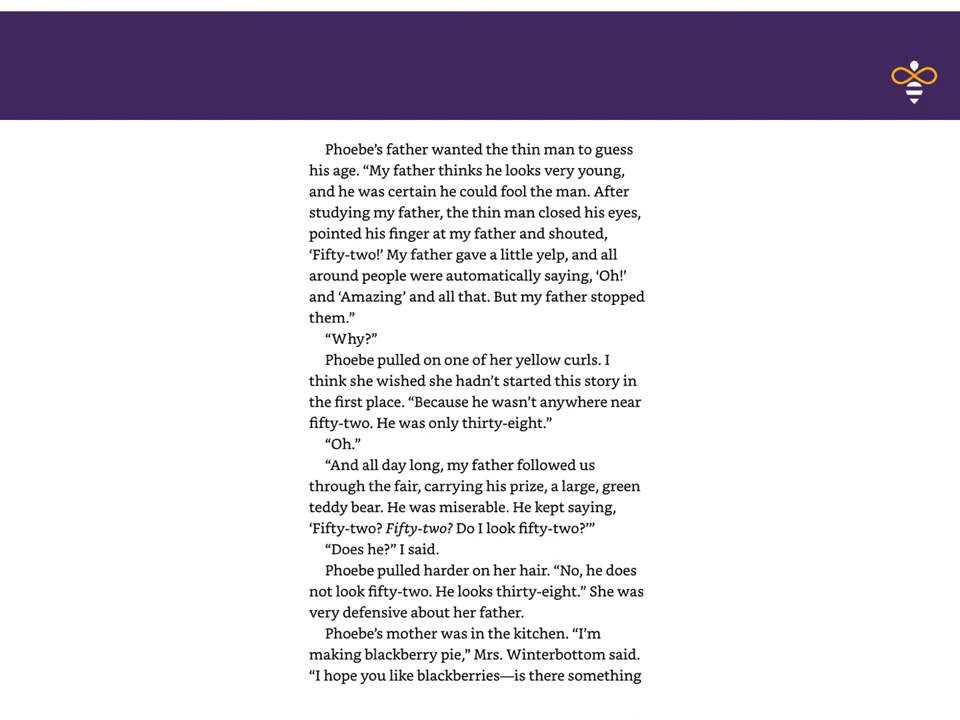 Phoebe’s father wanted the thin man to guess
his age. “My father thinks he looks very young,
and he was certain he could fool the man. After
studying my father, the thin man closed his eyes,
pointed his finger at my father and shouted,
‘Fifty-two!’ My father gave a little yelp, and all
around people were automatically saying, ‘Oh!’
and ‘Amazing’ and all that. But my father stopped
them.”
“Why?”
Phoebe pulled on one of her yellow curls. I
think she wished she hadn’t started this story in
the first place. “Because he wasn’t anywhere near
fifty-two. He was only thirty-eight.”
“Oh.”
“And all day long, my father followed us
through the fair, carrying his prize, a large, green
teddy bear. He was miserable. He kept saying,
‘Fifty-two? Fifty-two? Do I look fifty-two?’”
“Does he?” I said.
Phoebe pulled harder on her hair. “No, he does
not look fifty-two. He looks thirty-eight.” She was
very defensive about her father.
Phoebe’s mother was in the kitchen. “I’m
making blackberry pie,” Mrs. Winterbottom said.
“I hope you like blackberries—is there something